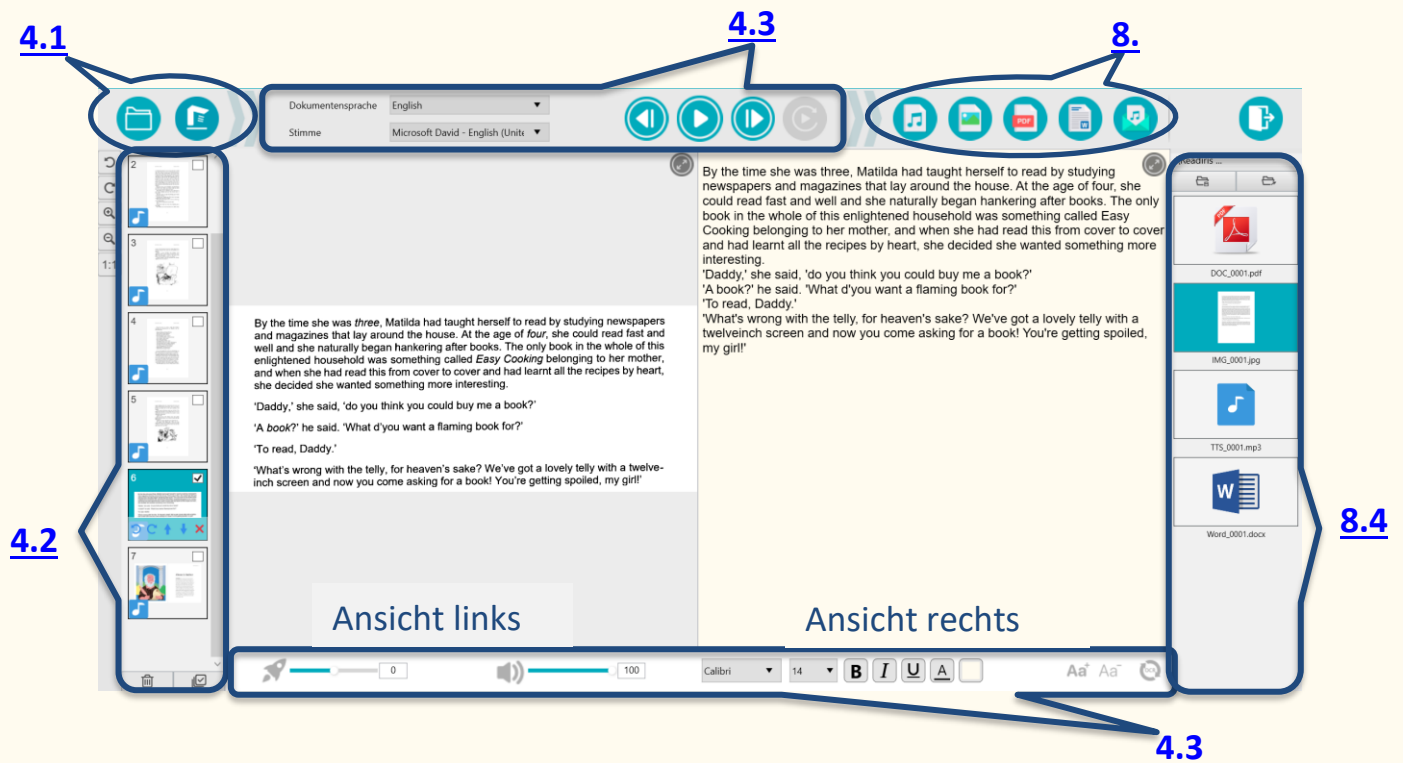 4.1
4.3
8.
Dokumentensprache English
Stimme Microsoft David - English (Unite
PDF
W
2
3
4
5
6
7
1:1
By the time she was three, Matilda had taught herself to read by studying newspapers
and magazines that lay around the house. At the age of four, she could read fast and
well and she naturally began hankering after books. The only book in the whole of this
enlightened household was something called Easy Cooking belonging to her mother,
and when she had read this from cover to cover and had learnt all the recipes by heart,
she decided she wanted something more interesting.
'Daddy,' she said, 'do you think you could buy me a book?'
'A book?' he said. 'What d'you want a flaming book for?'
'To read, Daddy.'
'What's wrong with the telly, for heaven's sake? We've got a lovely telly with a twelve-
inch screen and now you come asking for a book! You're getting spoiled, my girl!'
Ansicht links
By the time she was three, Matilda had taught herself to read by studying
newspapers and magazines that lay around the house. At the age of four, she
could read fast and well and she naturally began hankering after books. The only
book in the whole of this enlightened household was something called Easy
Cooking belonging to her mother, and when she had read this from cover to cover
and had learnt all the recipes by heart, she decided she wanted something more
interesting.
'Daddy,' she said, 'do you think you could buy me a book?'
'A book?' he said. 'What d'you want a flaming book for?'
'To read, Daddy.'
'What's wrong with the telly, for heaven's sake? We've got a lovely telly with a
twelveinch screen and now you come asking for a book! You're getting spoiled,
my girl!'
Ansicht rechts
Readiris ...
PDF
DOC_0001.pdf
IMG_0001.jpg
TTS_0001.mp3
W
Word_0001.docx
4.2
8.4
0
100
Calibri 14 B I U A
Aa+ Aa-
4.3